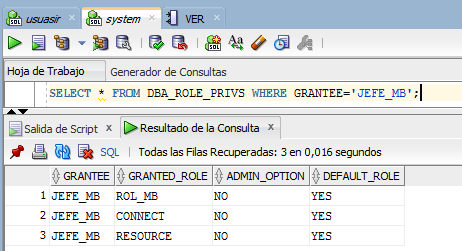 usuasir system VER
SQL Aa
Hoja de Trabajo Generador de Consultas
SELECT * FROM DBA_ROLE_PRIVS WHERE GRANTEE='JEFE_MB';
Salida de Script Resultado de la Consulta
SQL Todas las Filas Recuperadas: 3 en 0,016 segundos
GRANTEE GRANTED_ROLE ADMIN_OPTION DEFAULT_ROLE
1 JEFE_MB ROL_MB NO YES
2 JEFE_MB CONNECT NO YES
3 JEFE_MB RESOURCE NO YES